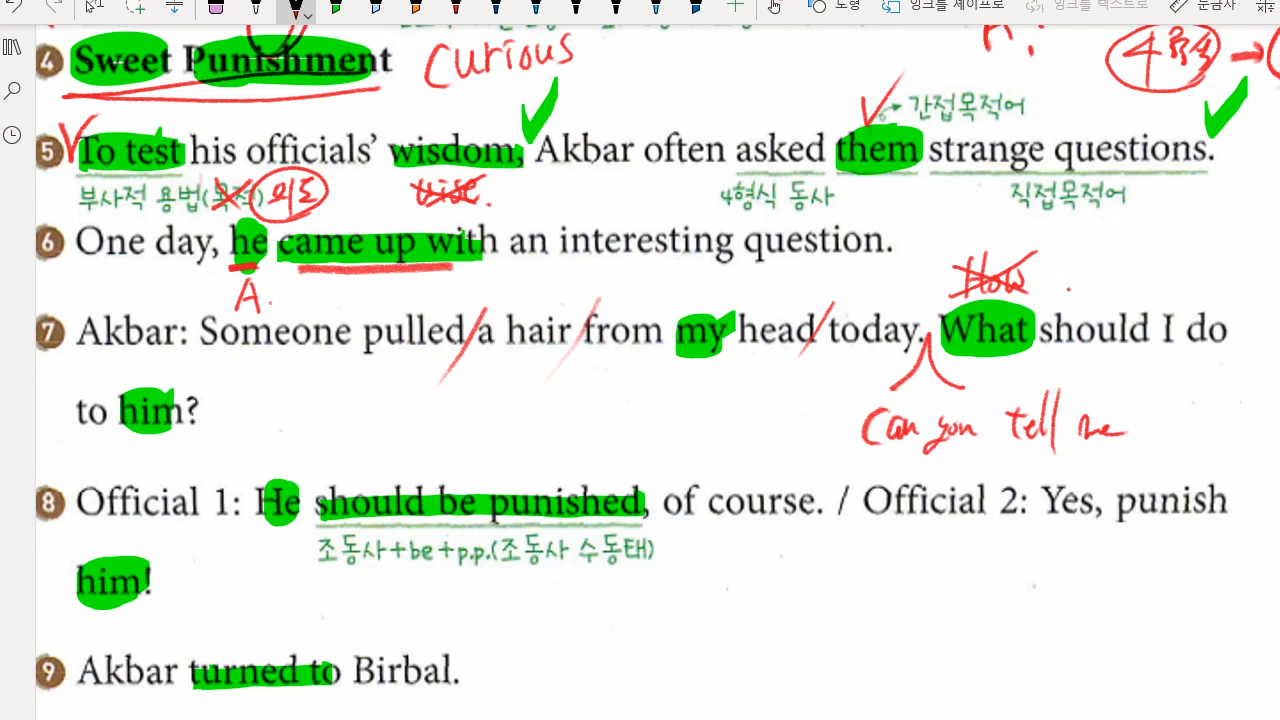 도형 잉크를 셰이프로 잉크를 텍스트로 눈금자
4 Sweet Punishment curious
4형식 →
간접목적어
5 To test his officials' wisdom, Akbar often asked them strange questions.
부사적 용법(목적) 의도 wise. 4형식 동사 직접목적어
6 One day, he came up with an interesting question.
A. How .
7 Akbar: Someone pulled a hair from my head today. What should I do
to him?
Can you tell me
8 Official 1: He should be punished, of course. / Official 2: Yes, punish
조동사+be+p.p.(조동사 수동태)
him!
9 Akbar turned to Birbal.